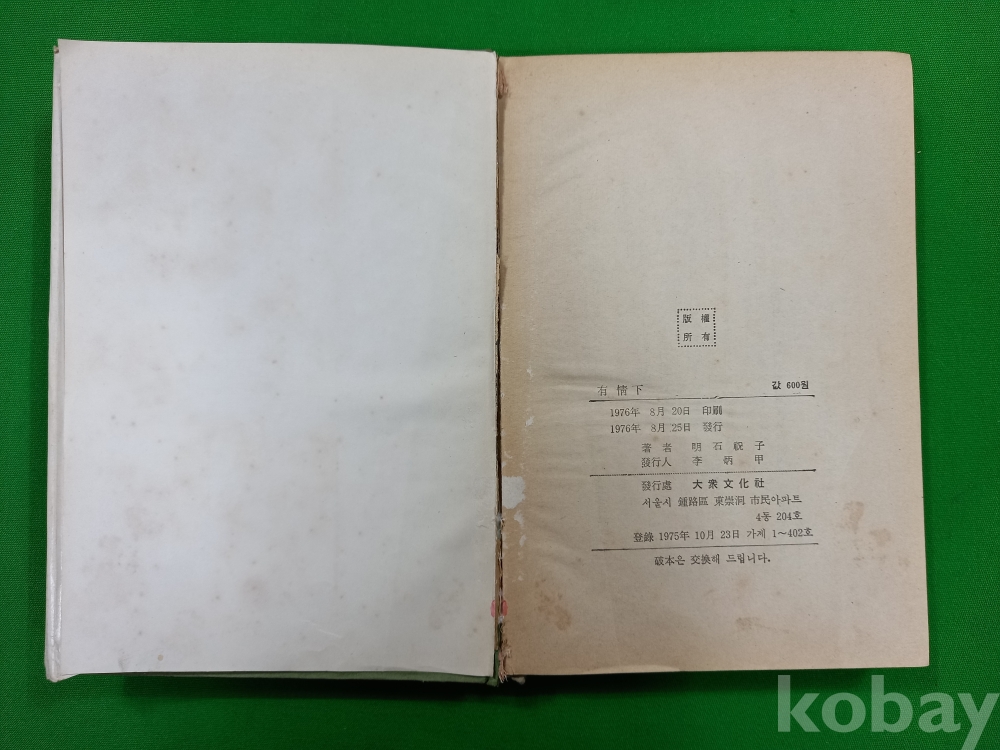 版權
所有
有情下 값 600원
1976年 8月 20日 印刷
1976年 8月 25日 發行
著者 明石祝子
發行人 李炳甲
發行處 大衆文化社
서울시 鍾路區 東崇洞 市民아파트
4동 204호
登錄 1975年 10月 23日 가제 1~402호
破本은 交換해 드립니다.
kobay